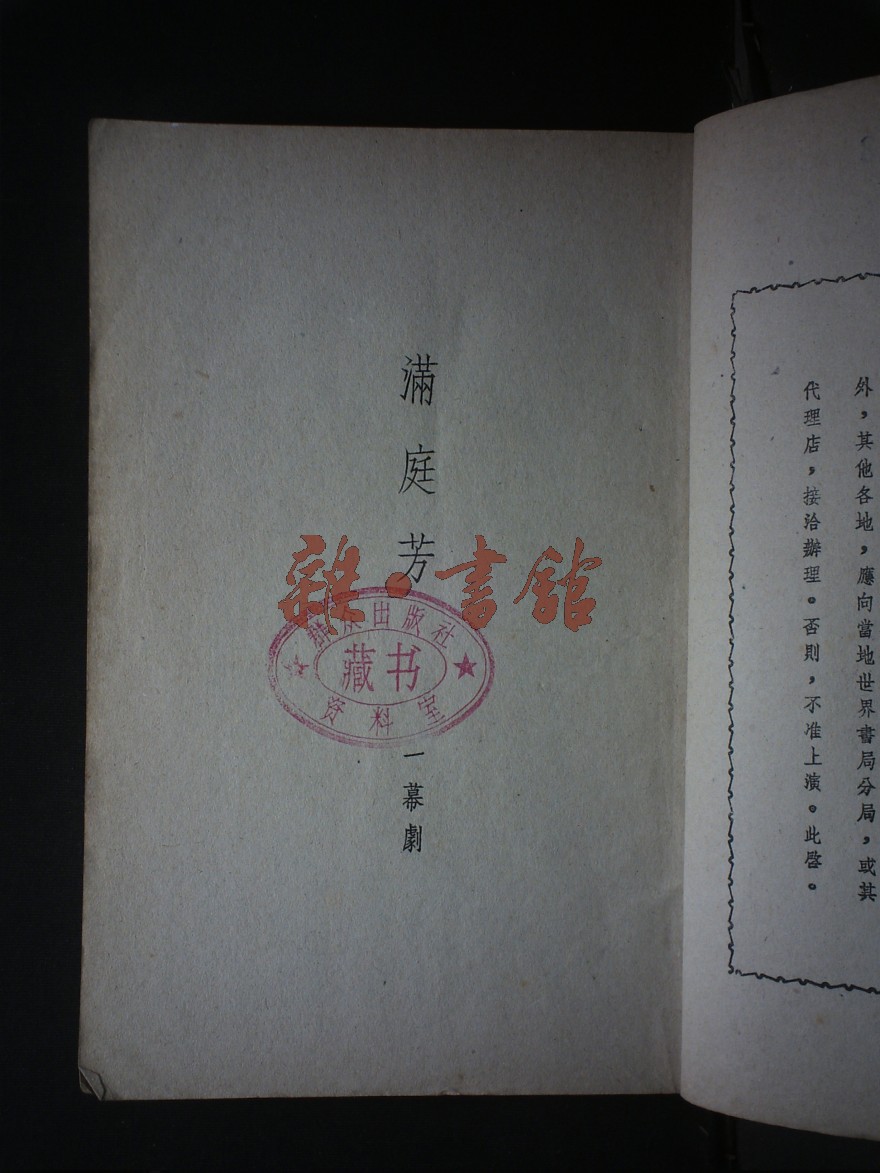 外，其他各地，應向當地世界書局分局，或其
代理店，接洽辦理。否則，不准上演。此啓。
滿庭芳
一幕劇
雜·書館
出版社
藏书
资料室